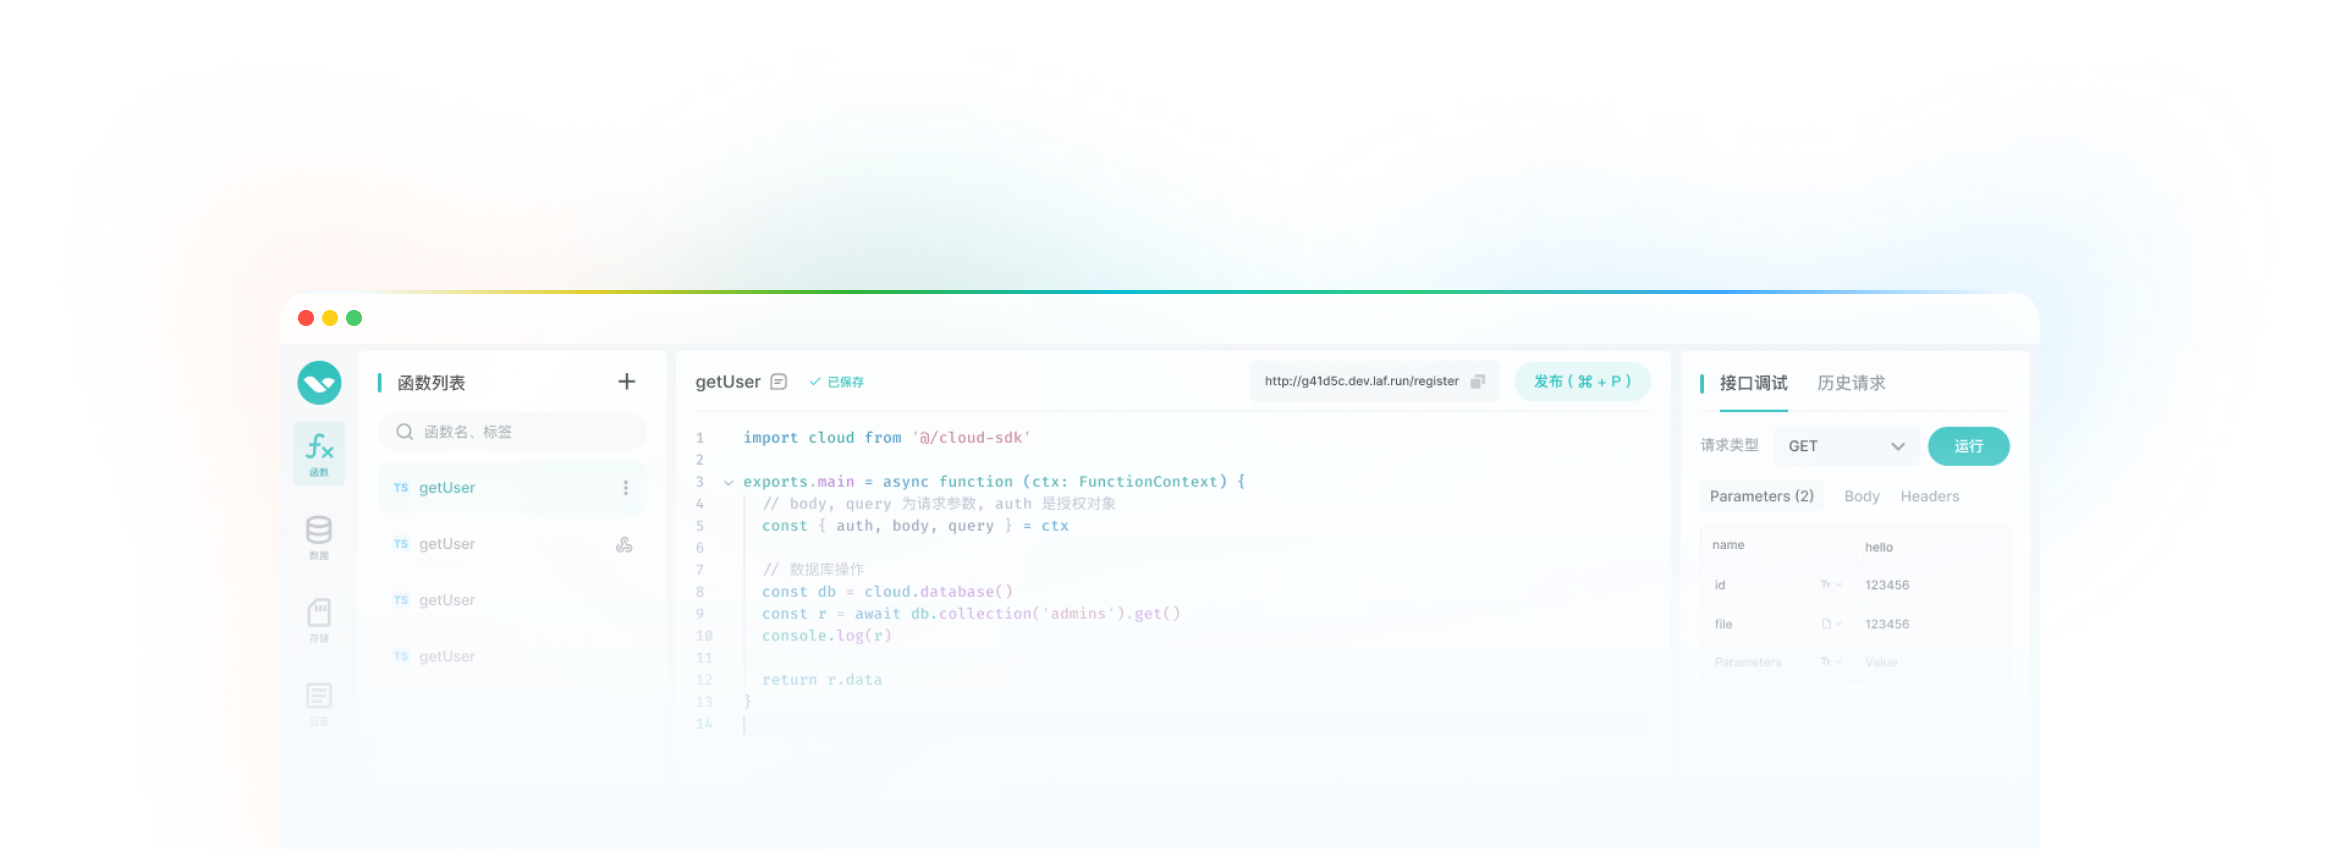 函数
数据
存储
日志
函数列表
函数名、标签
TS getUser
TS getUser
TS getUser
TS getUser
getUser 已保存 http://g41d5c.dev.laf.run/register 发布 ( ⌘ + P )
1 import cloud from '@/cloud-sdk'
2
3 exports.main = async function (ctx: FunctionContext) {
4 // body, query 为请求参数, auth 是授权对象
5 const { auth, body, query } = ctx
6
7 // 数据库操作
8 const db = cloud.database()
9 const r = await db.collection('admins').get()
10 console.log(r)
11
12 return r.data
13 }
14
接口调试 历史请求
请求类型 GET 运行
Parameters (2) Body Headers
name hello
id Tr 123456
file 123456
Parameters Tr Value